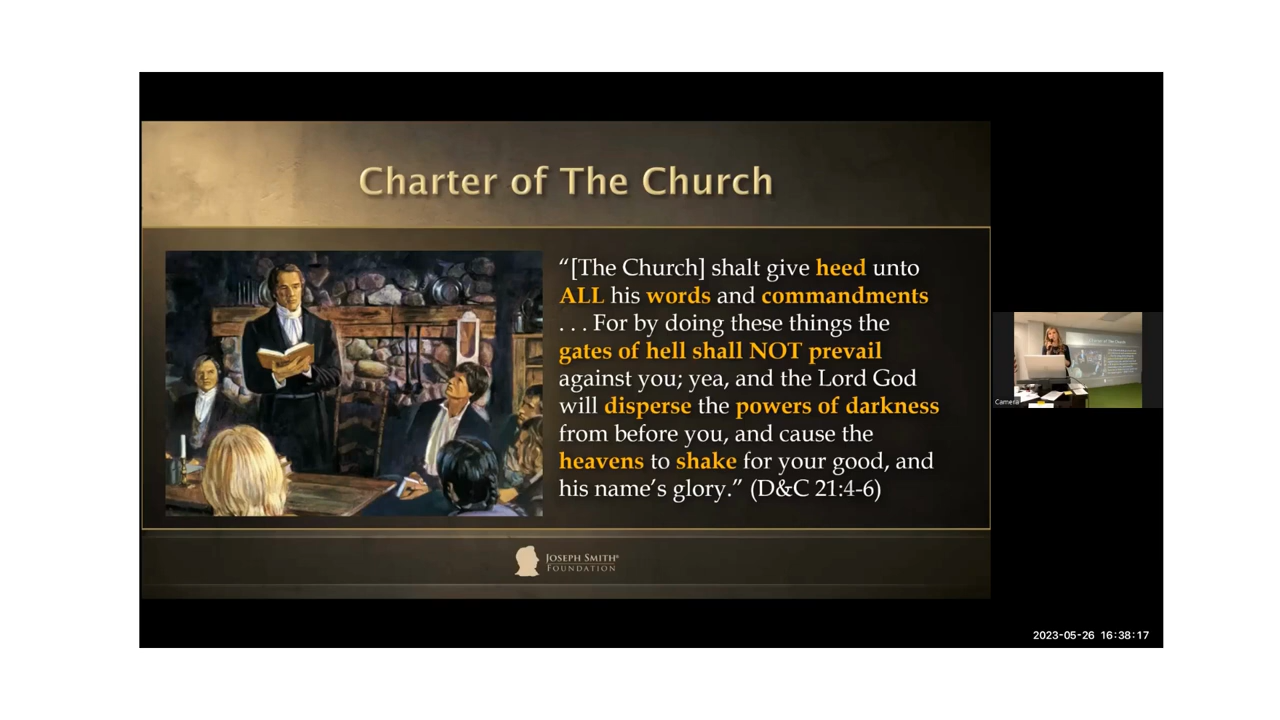 Charter of The Church
“[The Church] shalt give heed unto
ALL his words and commandments
. . . For by doing these things the
gates of hell shall NOT prevail
against you; yea, and the Lord God
will disperse the powers of darkness
from before you, and cause the
heavens to shake for your good, and
his name’s glory.” (D&C 21:4-6)
JOSEPH SMITH®
FOUNDATION
Camera
2023-05-26 16:38:17